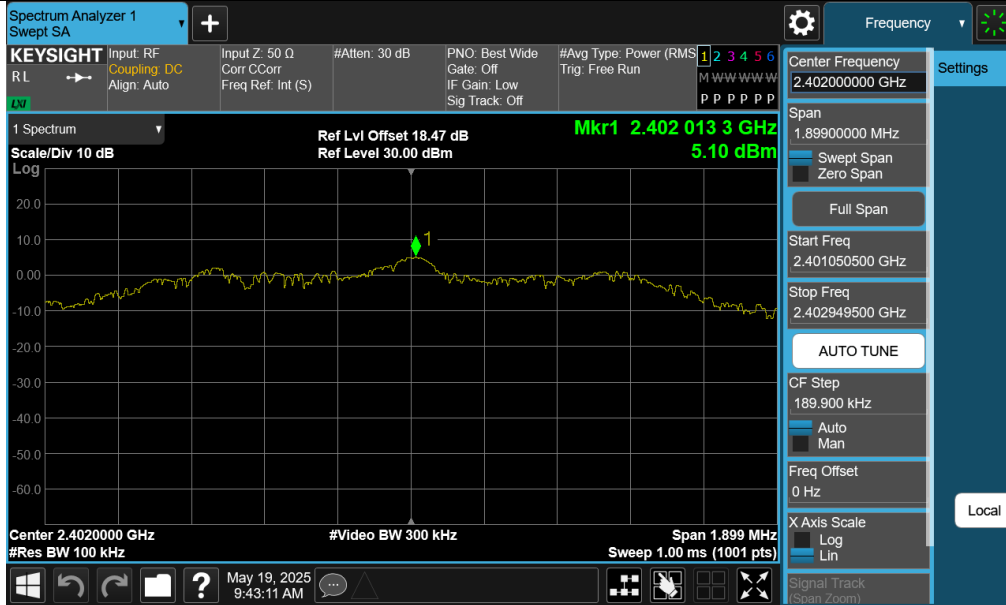 Spectrum Analyzer 1
Swept SA
+
Frequency
KEYSIGHT
R L
LXI
Input: RF
Coupling: DC
Align: Auto
Input Z: 50 Ω
Corr CCorr
Freq Ref: Int (S)
#Atten: 30 dB
PNO: Best Wide
Gate: Off
IF Gain: Low
Sig Track: Off
#Avg Type: Power (RMS
Trig: Free Run
1 2 3 4 5 6
M W W W W W
P P P P P P
1 Spectrum
Scale/Div 10 dB
Log
Ref Lvl Offset 18.47 dB
Ref Level 30.00 dBm
Mkr1 2.402 013 3 GHz
5.10 dBm
1
20.0
10.0
0.00
-10.0
-20.0
-30.0
-40.0
-50.0
-60.0
Center 2.4020000 GHz
#Res BW 100 kHz
#Video BW 300 kHz
Span 1.899 MHz
Sweep 1.00 ms (1001 pts)
?
May 19, 2025
9:43:11 AM
Center Frequency
2.402000000 GHz
Span
1.89900000 MHz
Swept Span
Zero Span
Full Span
Start Freq
2.401050500 GHz
Stop Freq
2.402949500 GHz
AUTO TUNE
CF Step
189.900 kHz
Auto
Man
Freq Offset
0 Hz
X Axis Scale
Log
Lin
Signal Track
(Span Zoom)
Settings
Local